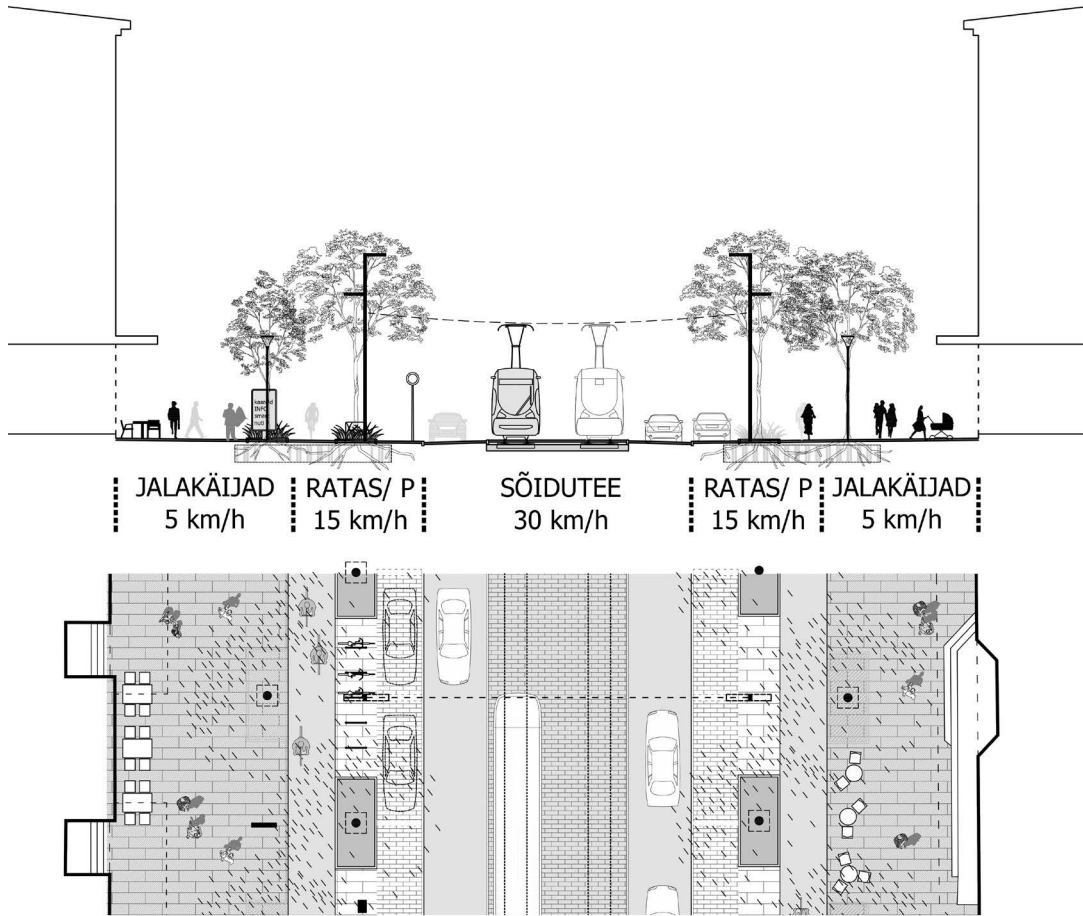 INFO
JALAKÄIJAD
5 km/h
RATAS/ P
15 km/h
SÕIDUTEE
30 km/h
RATAS/ P
15 km/h
JALAKÄIJAD
5 km/h